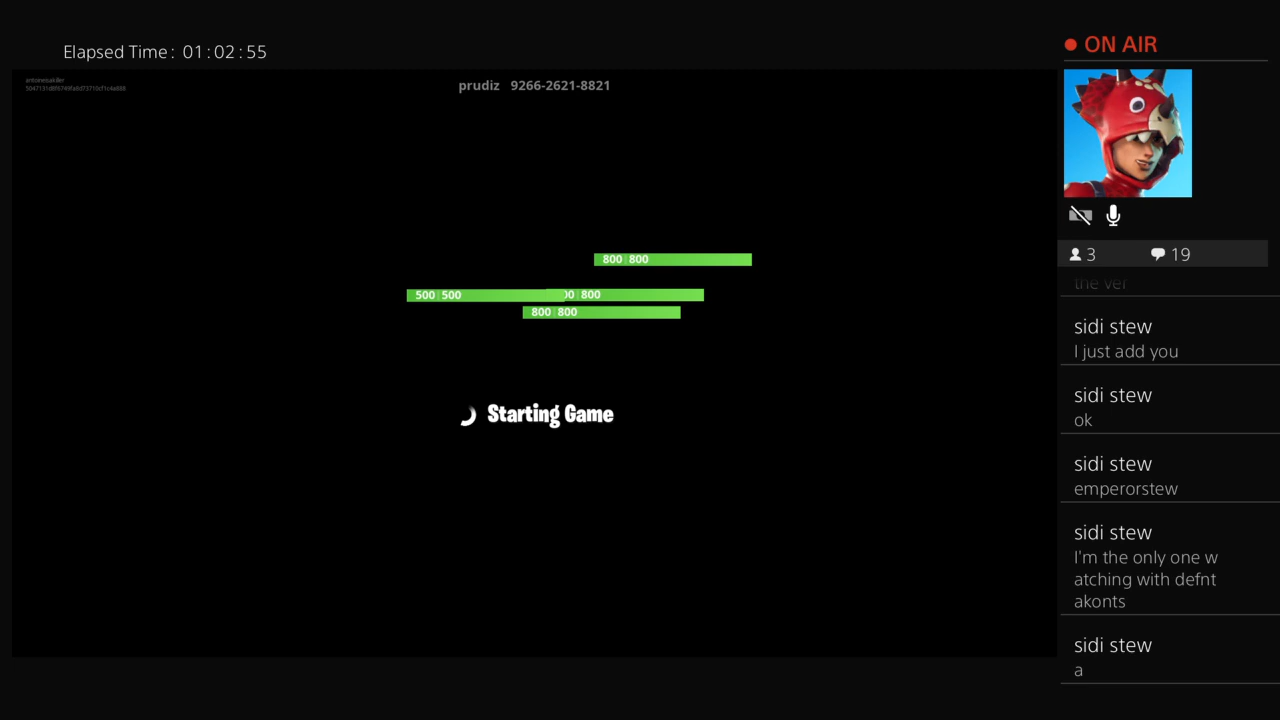 Elapsed Time: 01:02:55
ON AIR
prudiz 9266-2621-8821
3
19
800 800
500 500
00 800
800 800
Starting Game
the ver
sidi stew
I just add you
sidi stew
ok
sidi stew
emperorstew
sidi stew
I'm the only one w
atching with defnt
akonts
sidi stew
a